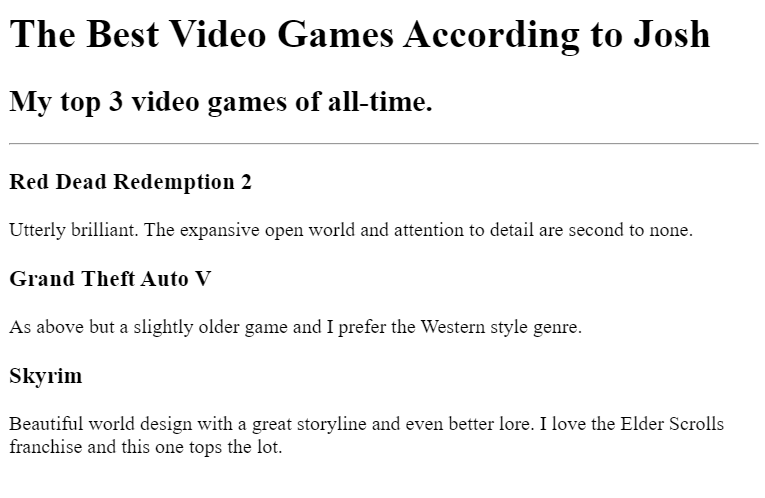 The Best Video Games According to Josh
My top 3 video games of all-time.
Red Dead Redemption 2
Utterly brilliant. The expansive open world and attention to detail are second to none.
Grand Theft Auto V
As above but a slightly older game and I prefer the Western style genre.
Skyrim
Beautiful world design with a great storyline and even better lore. I love the Elder Scrolls
franchise and this one tops the lot.